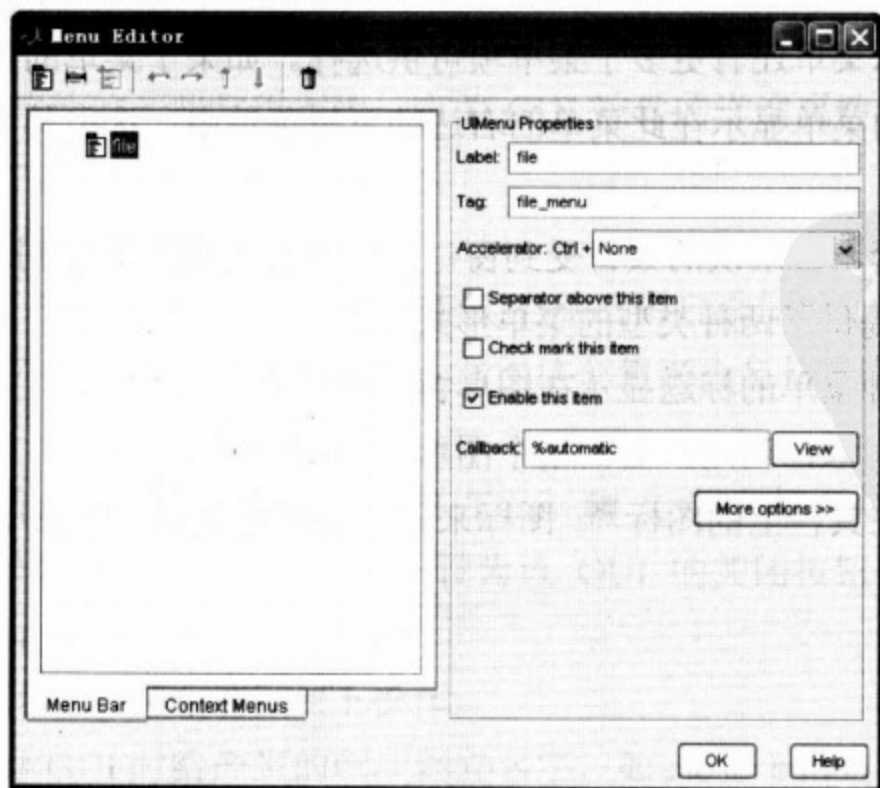 Menu Editor
file
UIMenu Properties
Label: file
Tag: file_menu
Accelerator: Ctrl + None
Separator above this item
Check mark this item
Enable this item
Callback: %automatic
View
More options >>
Menu Bar
Context Menus
OK
Help